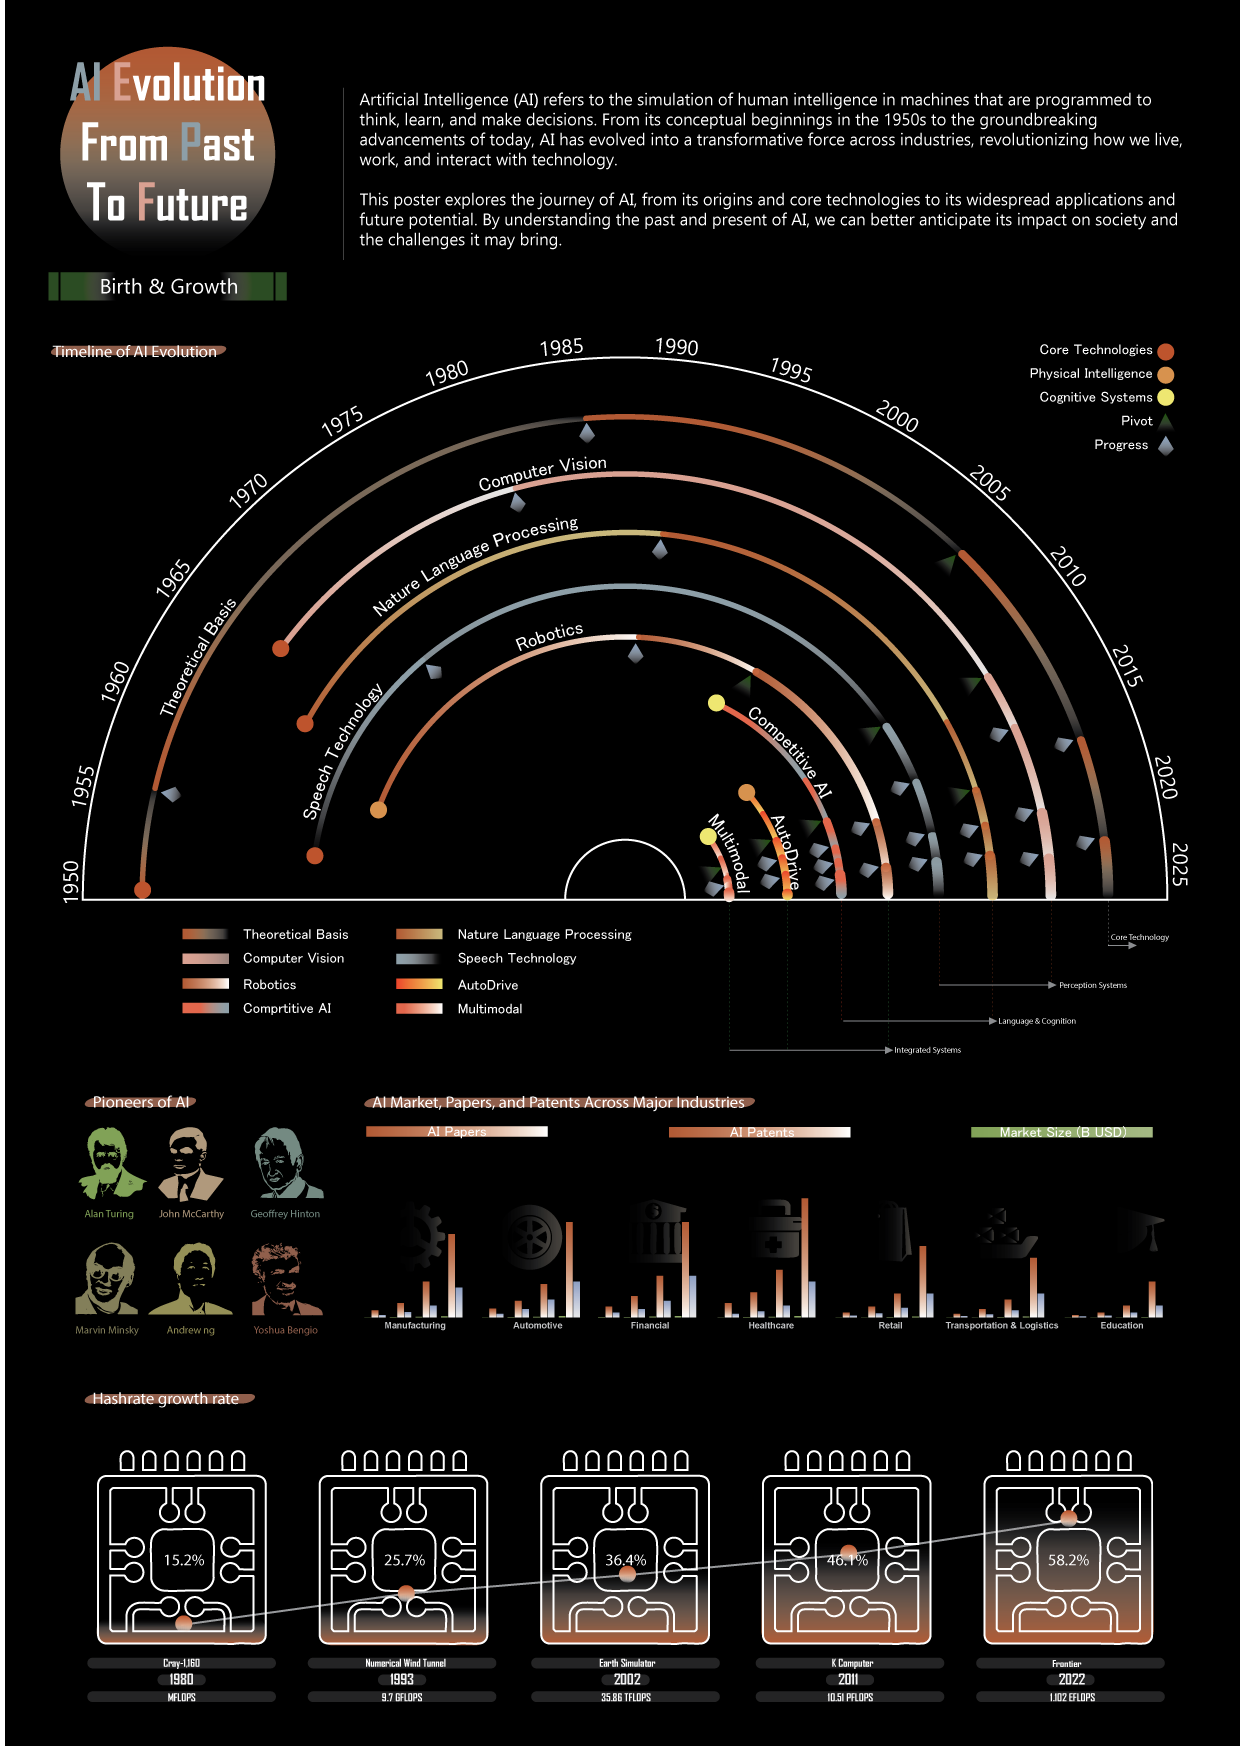 AI Evolution
From Past
To Future
Artificial Intelligence (AI) refers to the simulation of human intelligence in machines that are programmed to
think, learn, and make decisions. From its conceptual beginnings in the 1950s to the groundbreaking
advancements of today, AI has evolved into a transformative force across industries, revolutionizing how we live,
work, and interact with technology.
This poster explores the journey of AI, from its origins and core technologies to its widespread applications and
future potential. By understanding the past and present of AI, we can better anticipate its impact on society and
the challenges it may bring.
Birth & Growth
Timeline of AI Evolution
Core Technologies
Physical Intelligence
Cognitive Systems
Pivot
Progress
1950
1955
1960
1965
1970
1975
1980
1985
1990
1995
2000
2005
2010
2015
2020
2025
Theoretical Basis
Computer Vision
Nature Language Processing
Speech Technology
Robotics
Competitive AI
AutoDrive
Multimodal
Theoretical Basis
Computer Vision
Robotics
Comprtitive AI
Nature Language Processing
Speech Technology
AutoDrive
Multimodal
Core Technology
Perception Systems
Language & Cognition
Integrated Systems
Pioneers of AI
Alan Turing
John McCarthy
Geoffrey Hinton
Marvin Minsky
Andrew ng
Yoshua Bengio
AI Market, Papers, and Patents Across Major Industries
AI Papers
AI Patents
Market Size (B USD)
Manufacturing
Automotive
Financial
Healthcare
Retail
Transportation & Logistics
Education
Hashrate growth rate
15.2%
25.7%
36.4%
46.1%
58.2%
Cray-1,160
1980
MFLOPS
Numerical Wind Tunnel
1993
9.7 GFLOPS
Earth Simulator
2002
35.86 TFLOPS
K Computer
2011
10.51 PFLOPS
Frontier
2022
1.102 EFLOPS